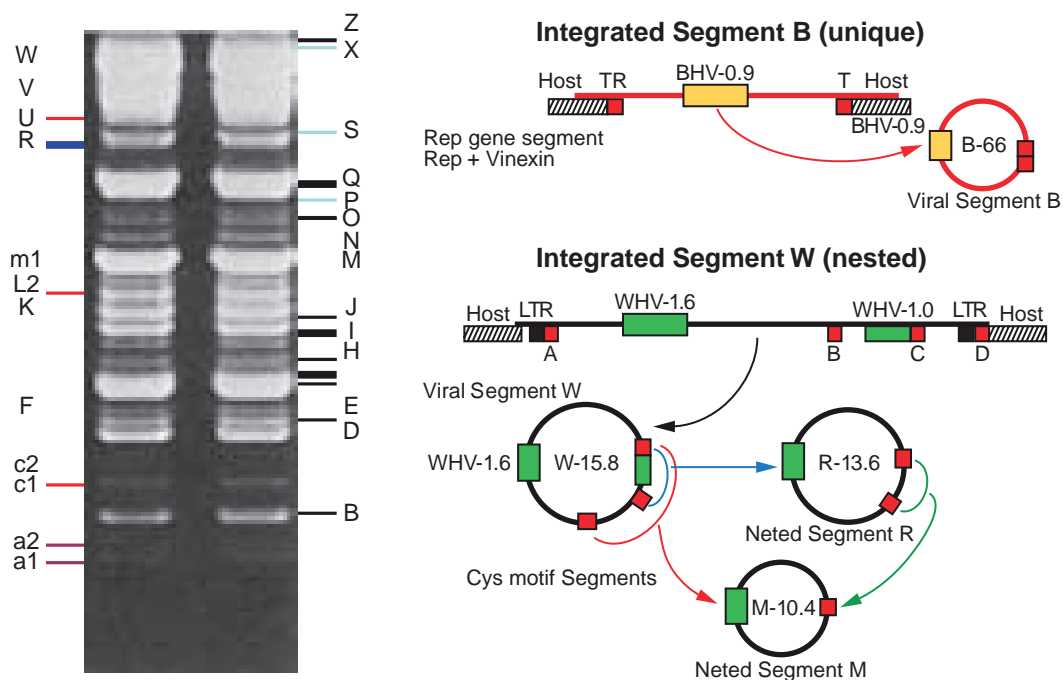 W
V
U
R
m1
L2
K
F
c2
c1
a2
a1
Z
X
S
Q
P
O
N
M
J
I
H
E
D
B
Integrated Segment B (unique)
Host TR BHV-0.9 T Host
BHV-0.9
Rep gene segment
Rep + Vinexin
B-66
Viral Segment B
Integrated Segment W (nested)
Host LTR WHV-1.6 WHV-1.0 LTR Host
A B C D
Viral Segment W
WHV-1.6 W-15.8 R-13.6
Neted Segment R
Cys motif Segments
M-10.4
Neted Segment M